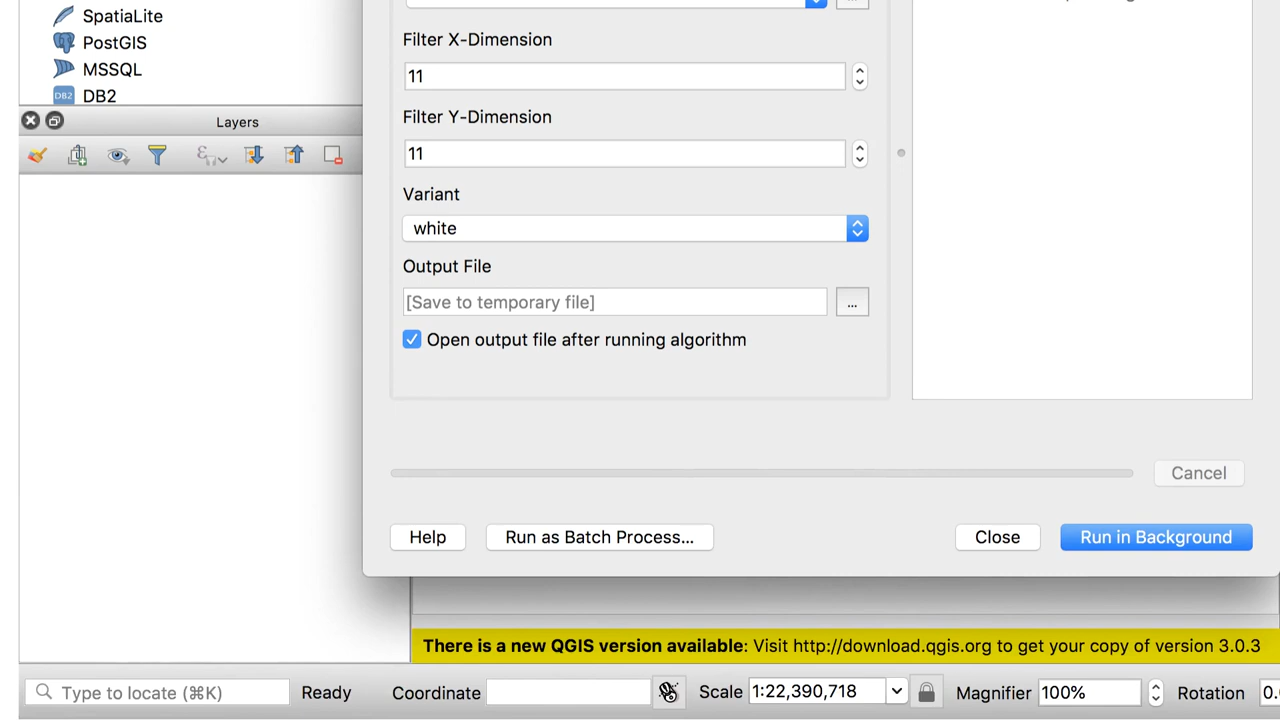 SpatiaLite
PostGIS
MSSQL
DB2 DB2
Layers
Filter X-Dimension
11
Filter Y-Dimension
11
Variant
white
Output File
[Save to temporary file] ...
Open output file after running algorithm
Cancel
Help Run as Batch Process... Close Run in Background
There is a new QGIS version available: Visit http://download.qgis.org to get your copy of version 3.0.3
Type to locate (⌘K) Ready Coordinate Scale 1:22,390,718 Magnifier 100% Rotation 0.